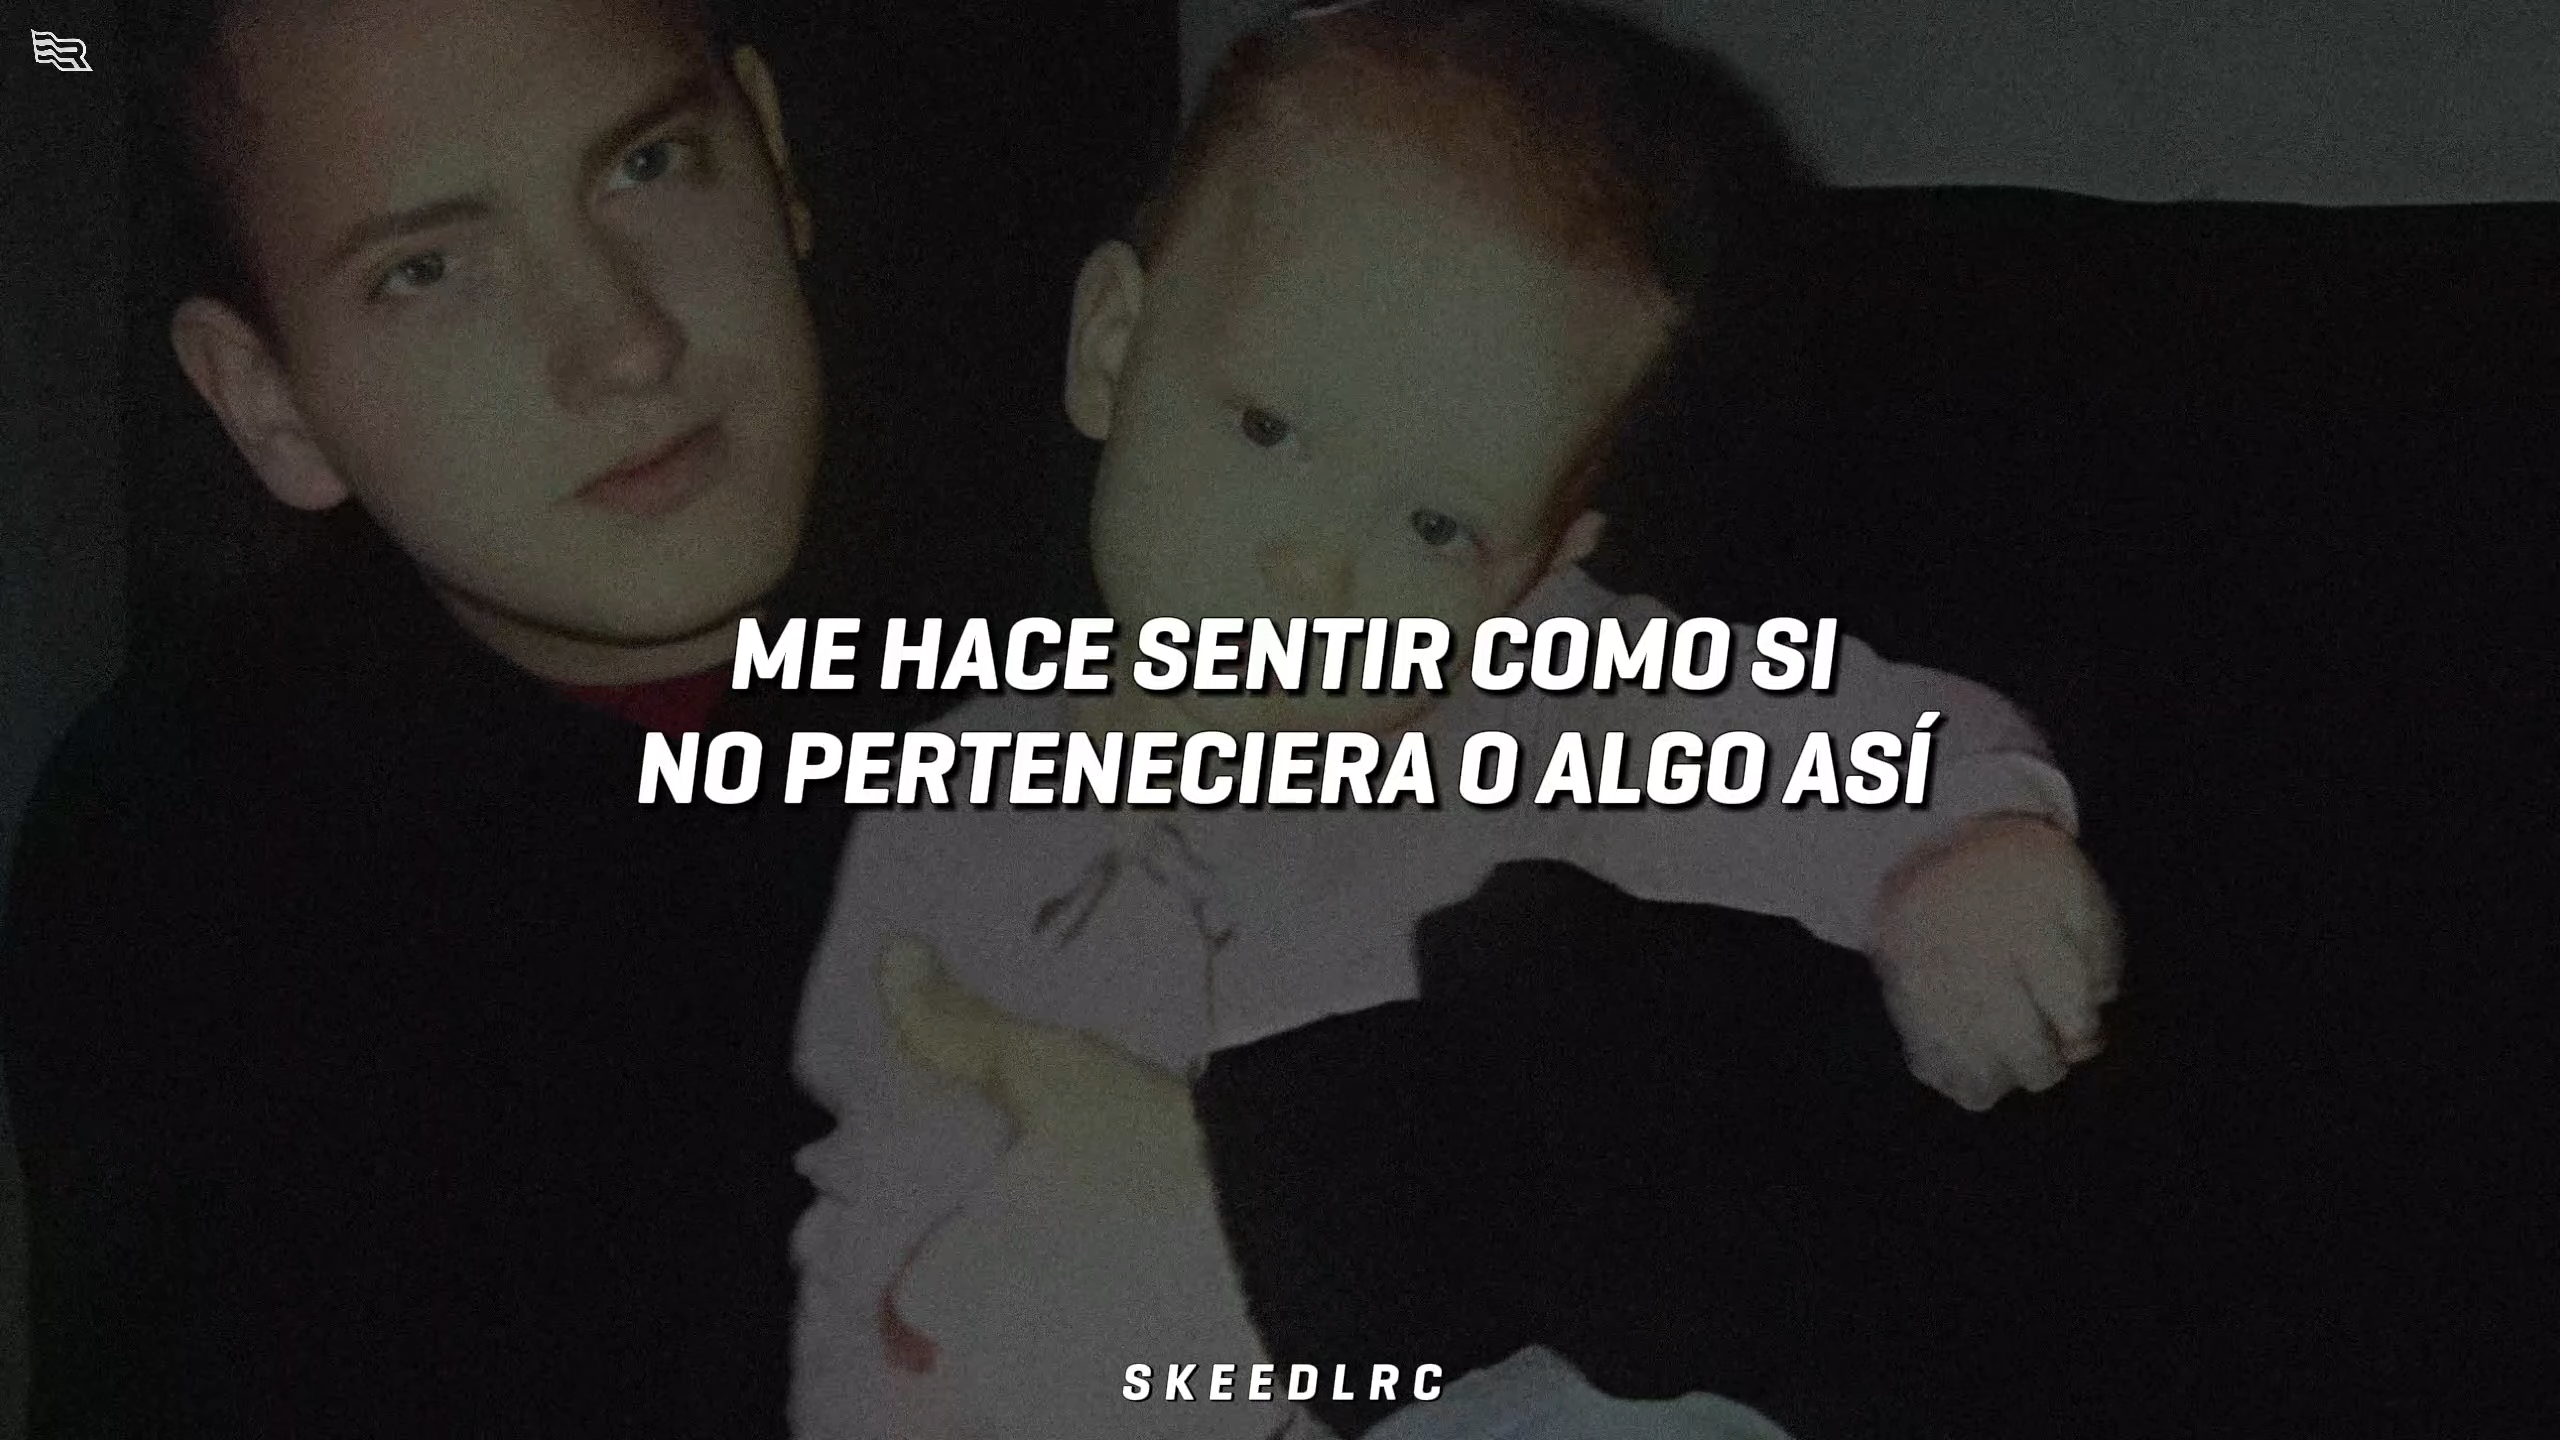 ME HACE SENTIR COMO SI
NO PERTENECIERA O ALGO ASÍ
SKEEDLRC